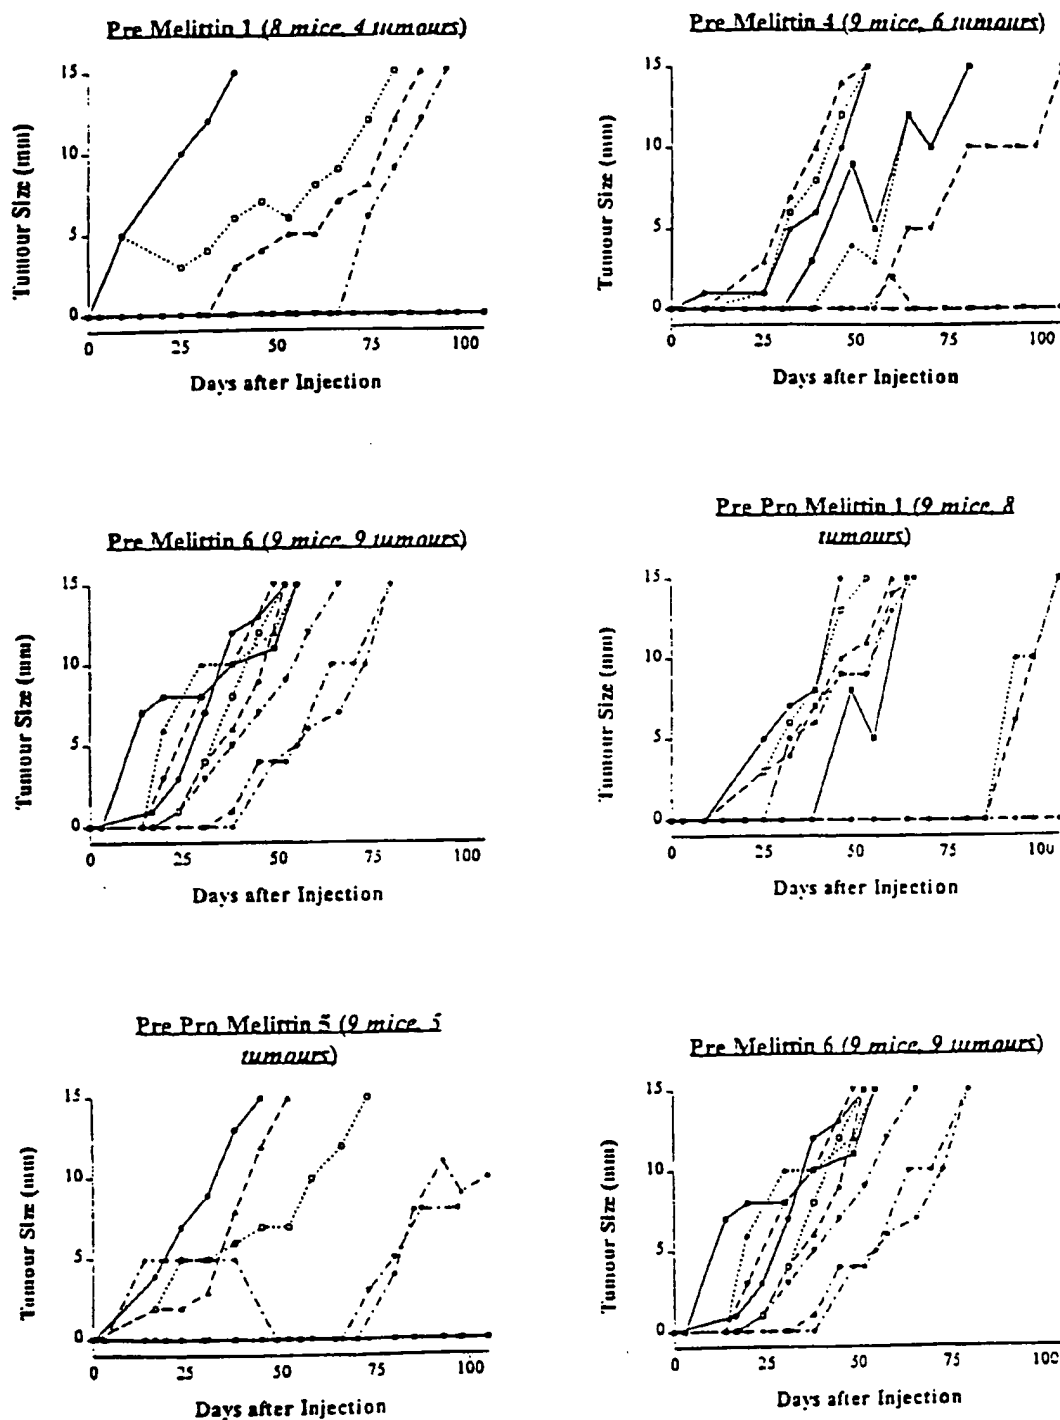 Pre Melittin 1 (8 mice, 4 tumours)
15
10
5
0
Tumour Size (mm)
0 25 50 75 100
Days after Injection
Pre Melittin 4 (9 mice, 6 tumours)
15
10
5
0
Tumour Size (mm)
0 25 50 75 100
Days after Injection
Pre Melittin 6 (9 mice, 9 tumours)
15
10
5
0
Tumour Size (mm)
0 25 50 75 100
Days after Injection
Pre Pro Melittin 1 (9 mice, 8
tumours)
15
10
5
0
Tumour Size (mm)
0 25 50 75 100
Days after Injection
Pre Pro Melittin 5 (9 mice, 5
tumours)
15
10
5
0
Tumour Size (mm)
0 25 50 75 100
Days after Injection
Pre Melittin 6 (9 mice, 9 tumours)
15
10
5
0
Tumour Size (mm)
0 25 50 75 100
Days after Injection